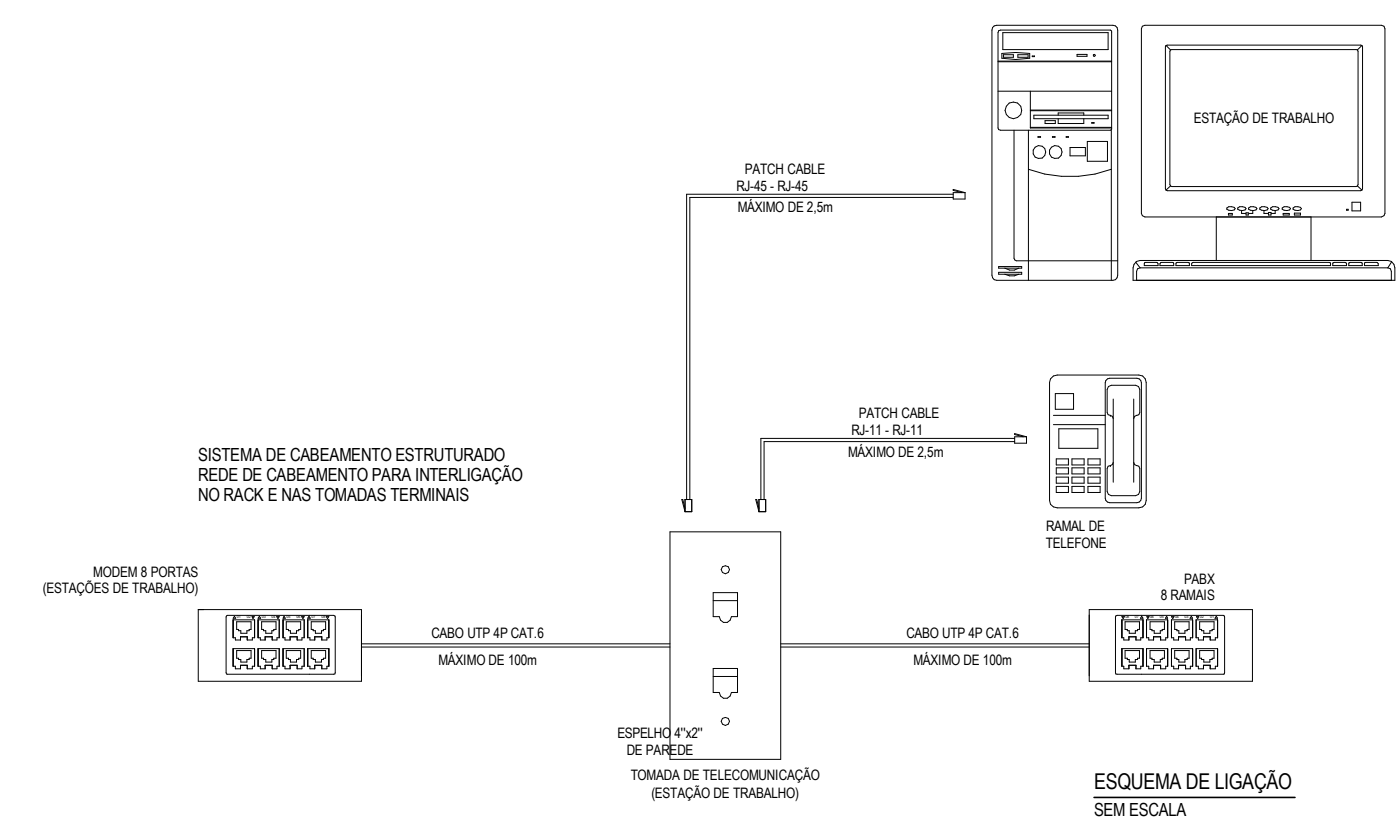 ESTAÇÃO DE TRABALHO
PATCH CABLE
RJ-45 - RJ-45
MÁXIMO DE 2,5m
PATCH CABLE
RJ-11 - RJ-11
MÁXIMO DE 2,5m
SISTEMA DE CABEAMENTO ESTRUTURADO
REDE DE CABEAMENTO PARA INTERLIGAÇÃO
NO RACK E NAS TOMADAS TERMINAIS
RAMAL DE
TELEFONE
MODEM 8 PORTAS
(ESTAÇÕES DE TRABALHO)
PABX
8 RAMAIS
CABO UTP 4P CAT.6
MÁXIMO DE 100m
CABO UTP 4P CAT.6
MÁXIMO DE 100m
ESPELHO 4"x2"
DE PAREDE
TOMADA DE TELECOMUNICAÇÃO
(ESTAÇÃO DE TRABALHO)
ESQUEMA DE LIGAÇÃO
SEM ESCALA